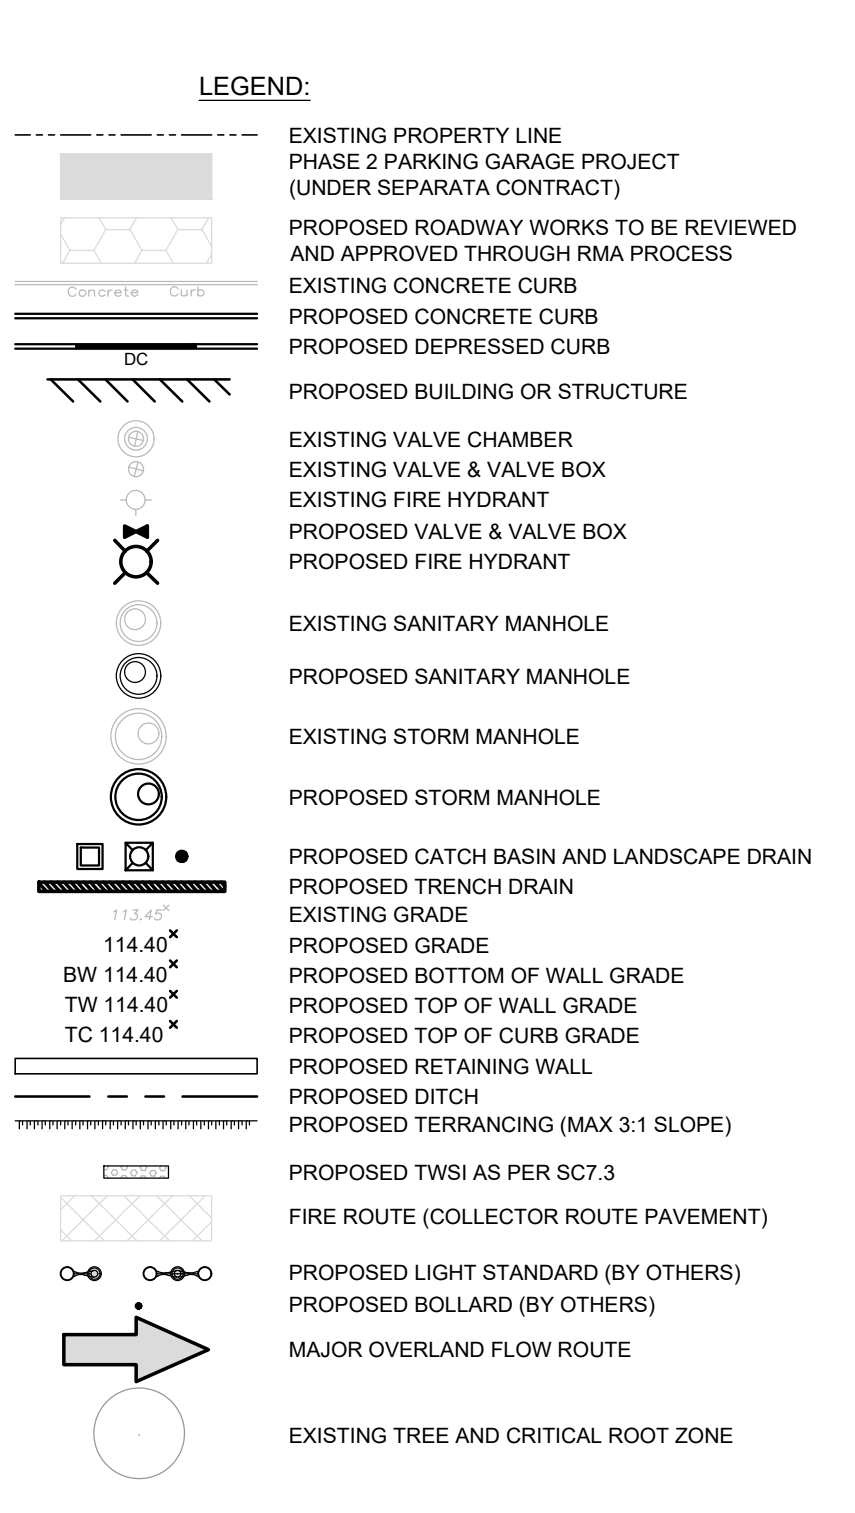 LEGEND:
EXISTING PROPERTY LINE
PHASE 2 PARKING GARAGE PROJECT
(UNDER SEPARATA CONTRACT)
PROPOSED ROADWAY WORKS TO BE REVIEWED
AND APPROVED THROUGH RMA PROCESS
Concrete Curb EXISTING CONCRETE CURB
PROPOSED CONCRETE CURB
DC PROPOSED DEPRESSED CURB
PROPOSED BUILDING OR STRUCTURE
EXISTING VALVE CHAMBER
EXISTING VALVE & VALVE BOX
EXISTING FIRE HYDRANT
PROPOSED VALVE & VALVE BOX
PROPOSED FIRE HYDRANT
EXISTING SANITARY MANHOLE
PROPOSED SANITARY MANHOLE
EXISTING STORM MANHOLE
PROPOSED STORM MANHOLE
PROPOSED CATCH BASIN AND LANDSCAPE DRAIN
PROPOSED TRENCH DRAIN
113.45× EXISTING GRADE
114.40× PROPOSED GRADE
BW 114.40× PROPOSED BOTTOM OF WALL GRADE
TW 114.40× PROPOSED TOP OF WALL GRADE
TC 114.40× PROPOSED TOP OF CURB GRADE
PROPOSED RETAINING WALL
PROPOSED DITCH
PROPOSED TERRANCING (MAX 3:1 SLOPE)
PROPOSED TWSI AS PER SC7.3
FIRE ROUTE (COLLECTOR ROUTE PAVEMENT)
PROPOSED LIGHT STANDARD (BY OTHERS)
PROPOSED BOLLARD (BY OTHERS)
MAJOR OVERLAND FLOW ROUTE
EXISTING TREE AND CRITICAL ROOT ZONE